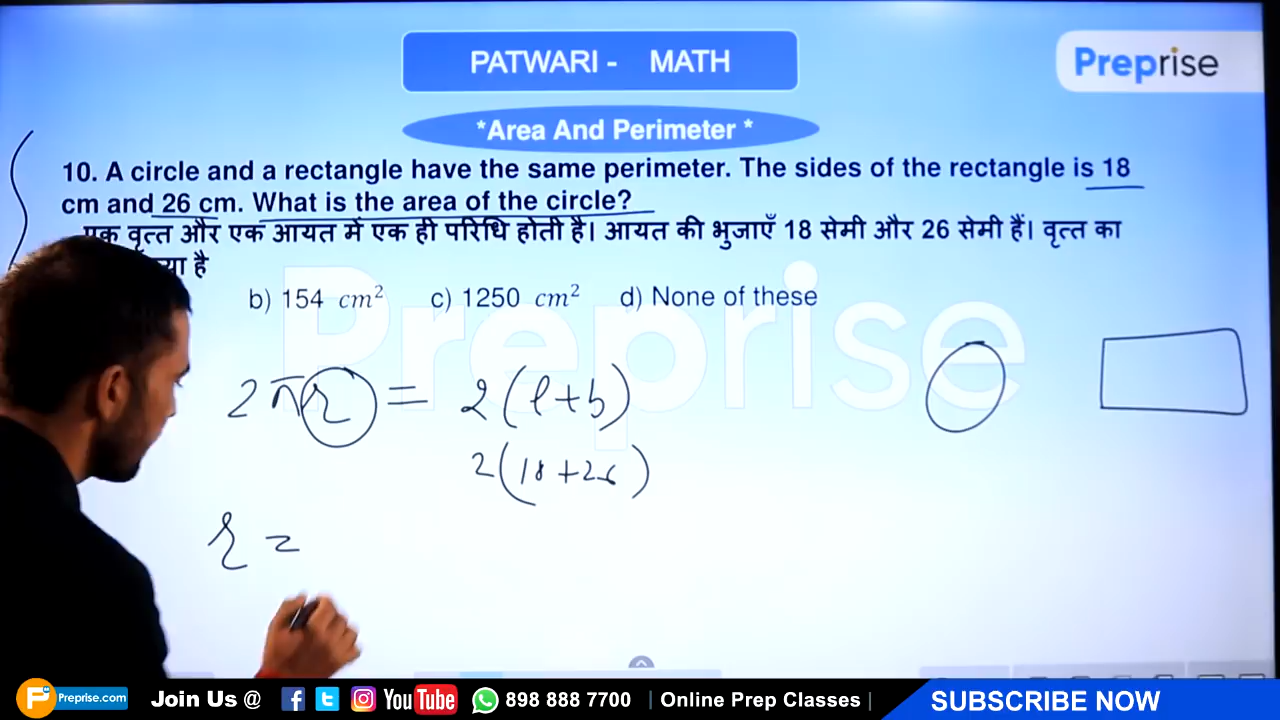 PATWARI - MATH
Preprise
*Area And Perimeter *
10. A circle and a rectangle have the same perimeter. The sides of the rectangle is 18
cm and 26 cm. What is the area of the circle?
एक वृत्त और एक आयत में एक ही परिधि होती है। आयत की भुजाएँ 18 सेमी और 26 सेमी हैं। वृत्त का
है
b) 154 cm² c) 1250 cm² d) None of these
Preprise
2πr = 2(l+b)
2(18+26)
r =
Preprise.com Join Us @ YouTube 898 888 7700 | Online Prep Classes | SUBSCRIBE NOW